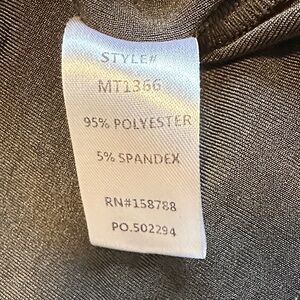 STYLE#
MT1366
95% POLYESTER
5% SPANDEX
RN#158788
PO.502294